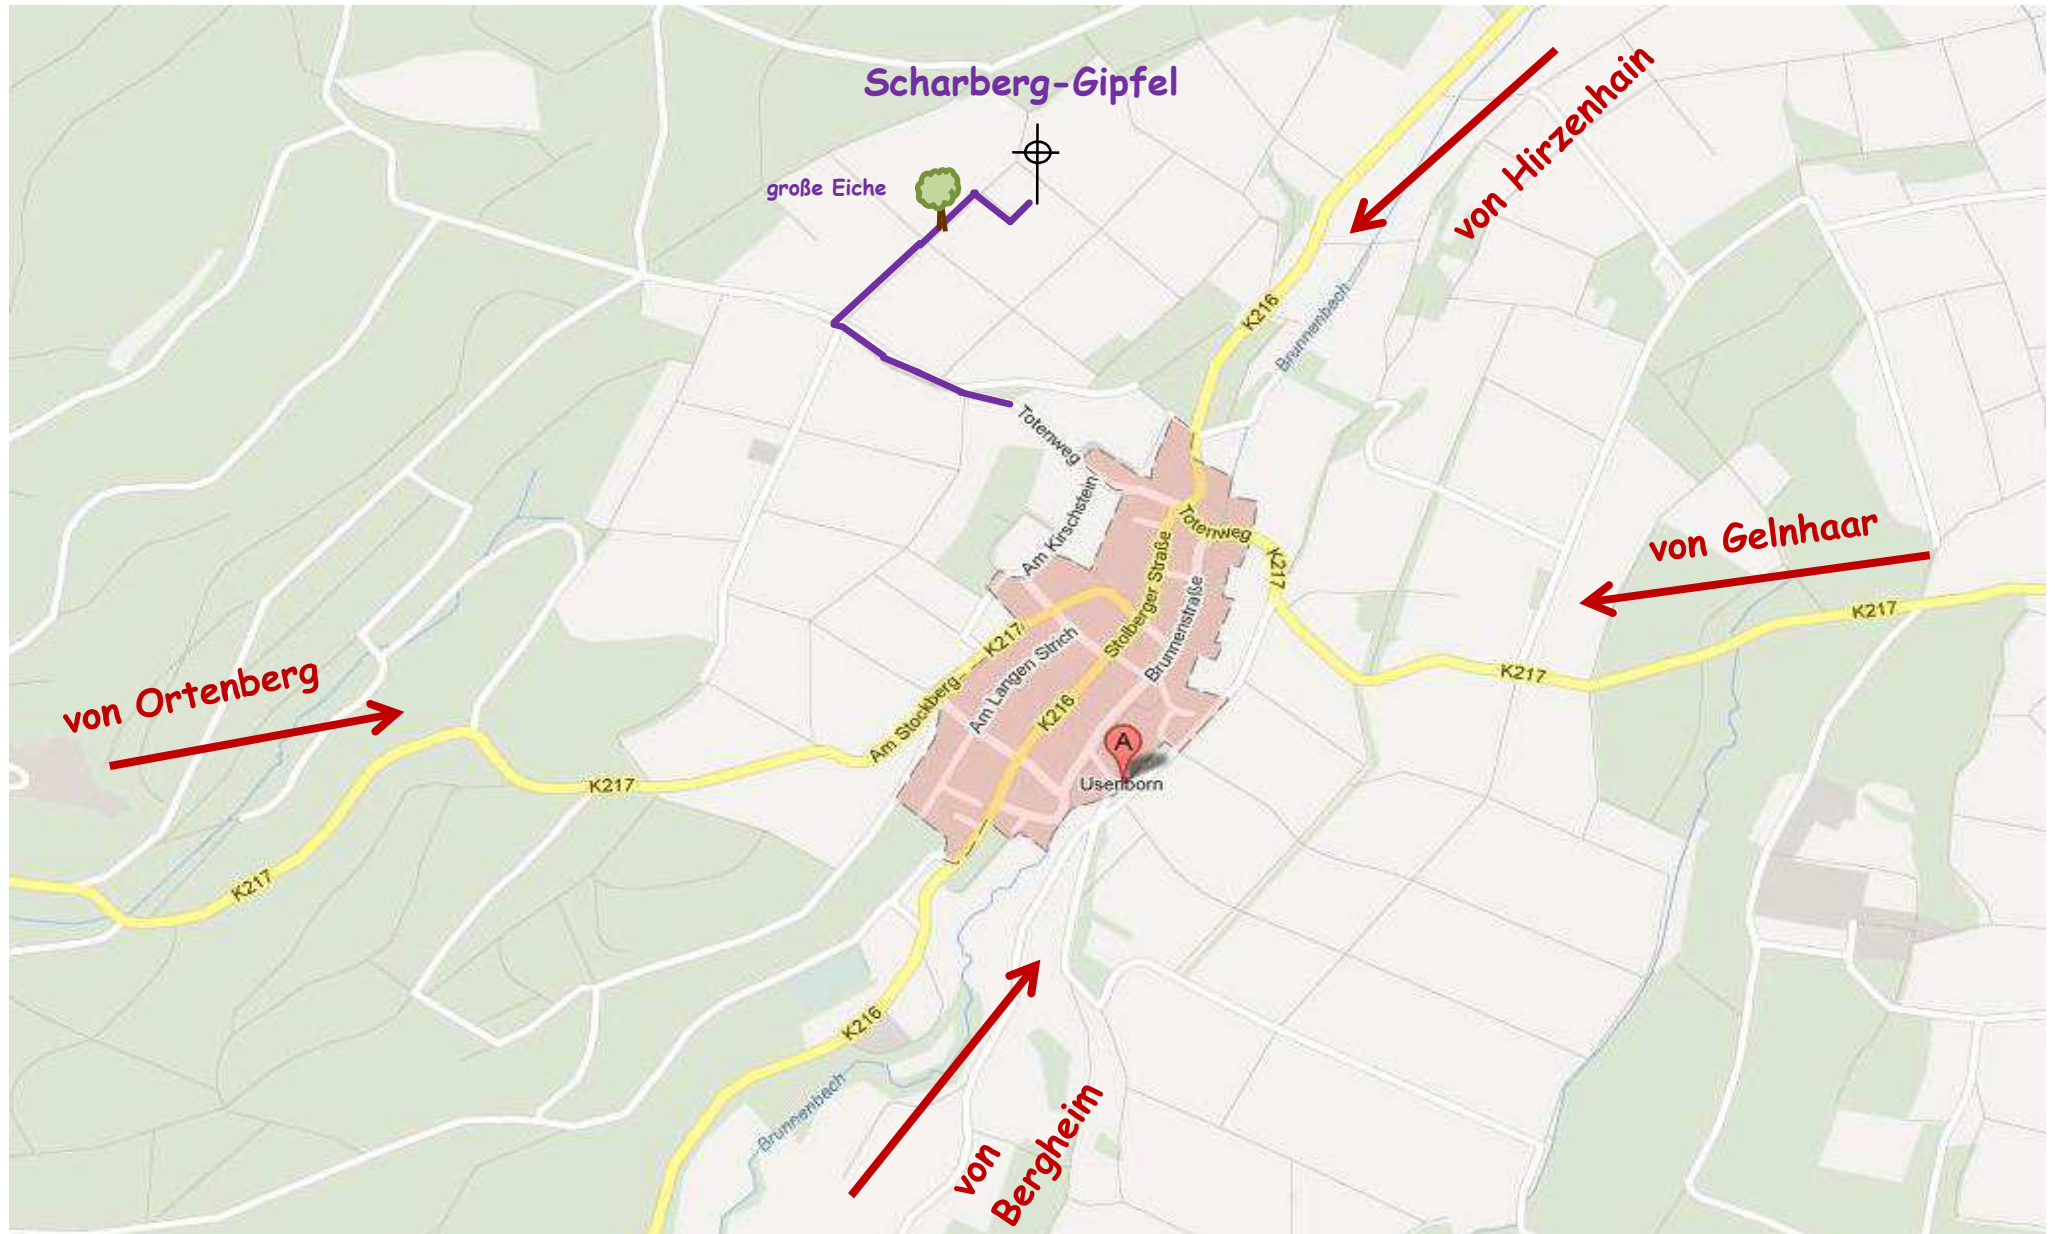 Scharberg-Gipfel
von Hirzenhain
große Eiche
K216
Brunnenbach
Totenweg
Am Kirschstein
Totenweg
K217
von Gelnhaar
K217
K217
Stolberger Straße
Brunnenstraße
K217
Am Langen Strich
Am Stockberg
K216
A
Usenborn
von Ortenberg
K217
K217
K216
Brunnenbach
von
Bergheim